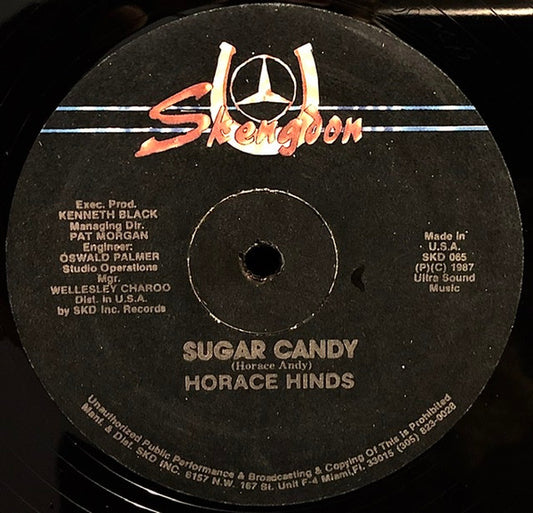 Skengdon
Exec. Prod.
KENNETH BLACK
Managing Dir.
PAT MORGAN
Engineer:
OSWALD PALMER
Studio Operations
Mgr.
WELLESLEY CHAROO
Dist. in U.S.A.
by SKD Inc. Records
Made in
U.S.A.
SKD 065
(P)(C) 1987
Ultra Sound
Music
SUGAR CANDY
(Horace Andy)
HORACE HINDS
Unauthorized Public Performance & Broadcasting & Copying Of This Is Prohibited
Mant. & Dist. SKD INC. 6157 N.W. 167 St. Unit F-4 Miami, Fl. 33015 (305) 823-0028